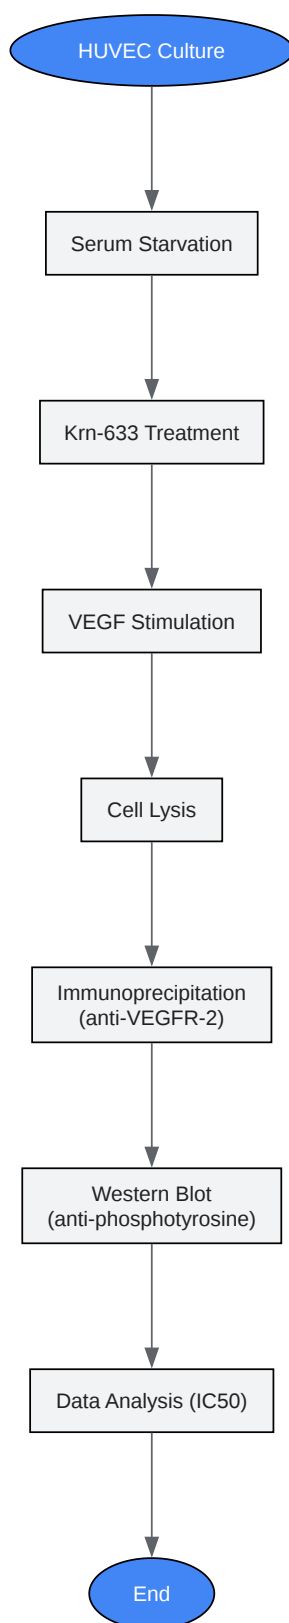 HUVEC Culture
Serum Starvation
Krn-633 Treatment
VEGF Stimulation
Cell Lysis
Immunoprecipitation
(anti-VEGFR-2)
Western Blot
(anti-phosphotyrosine)
Data Analysis (IC50)
End